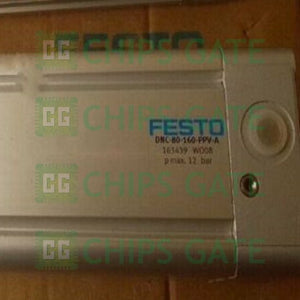 FESTO
CHIPS GATE
CHIPS GATE
FESTO
DNC-80-160-PPV-A
163439 W008
p max. 12 bar
CHIPS GATE
CHIPS GATE